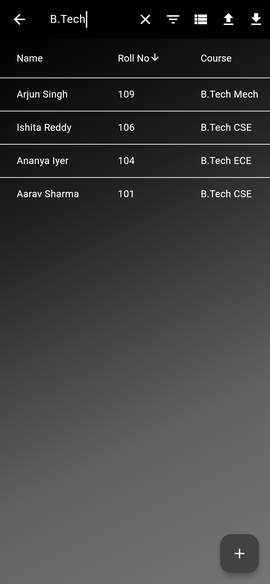 B.Tech
Name Roll No Course
Arjun Singh 109 B.Tech Mech
Ishita Reddy 106 B.Tech CSE
Ananya Iyer 104 B.Tech ECE
Aarav Sharma 101 B.Tech CSE